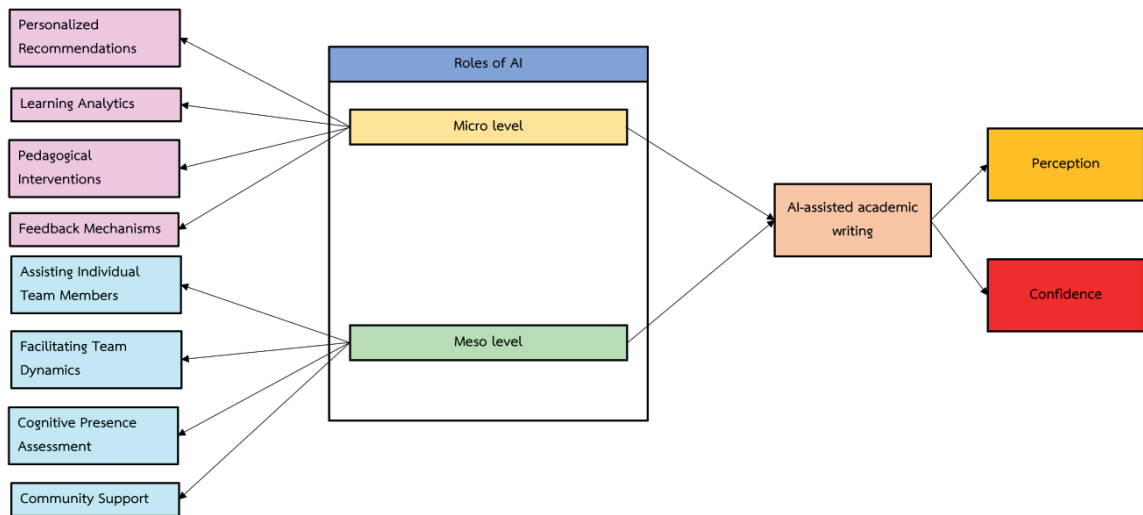 Personalized
Recommendations
Learning Analytics
Pedagogical
Interventions
Feedback Mechanisms
Assisting Individual
Team Members
Facilitating Team
Dynamics
Cognitive Presence
Assessment
Community Support
Roles of AI
Micro level
Meso level
AI-assisted academic
writing
Perception
Confidence